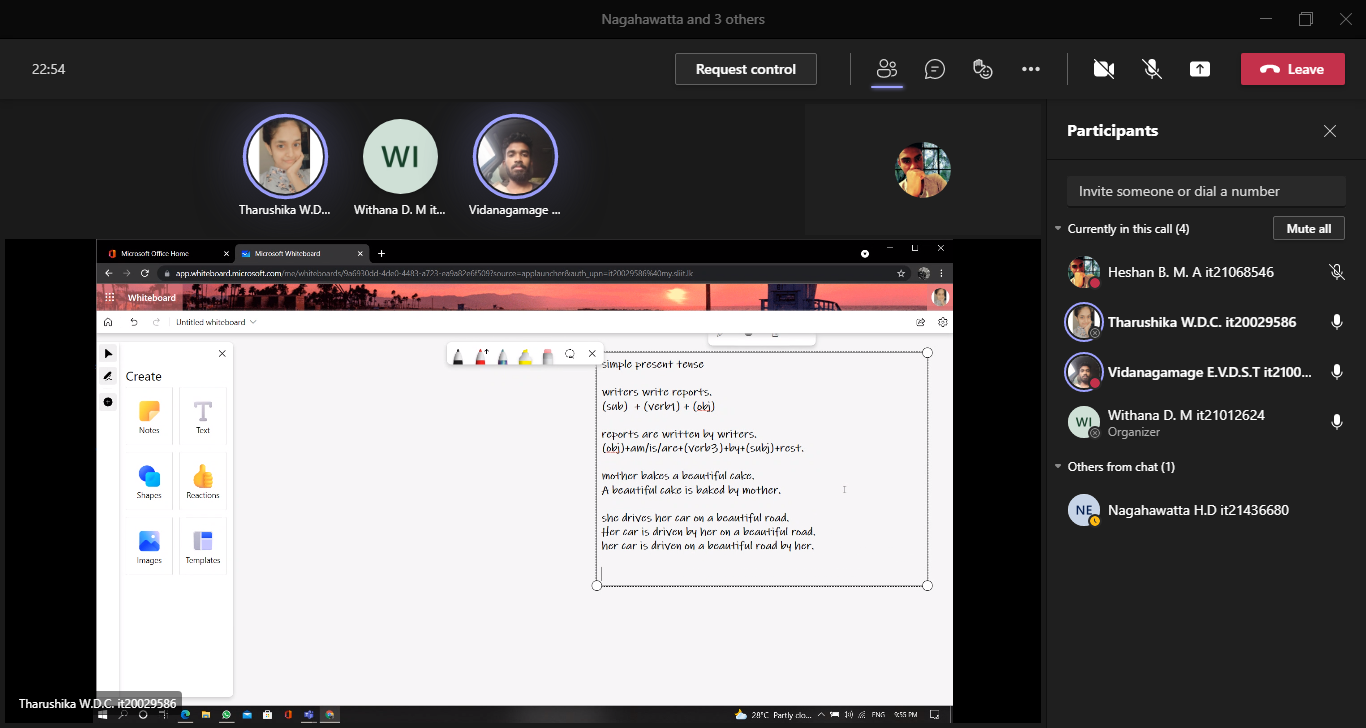 Nagahawatta and 3 others
22:54
Request control
Leave
Tharushika W.D...
WI
Withana D. M it...
Vidanagamage ...
Participants
Invite someone or dial a number
Currently in this call (4)
Mute all
Heshan B. M. A it21068546
Tharushika W.D.C. it20029586
Vidanagamage E.V.D.S.T it2100...
WI
Withana D. M it21012624
Organizer
Others from chat (1)
NE
Nagahawatta H.D it21436680
Microsoft Office Home
Microsoft Whiteboard
app.whiteboard.microsoft.com/me/whiteboards/9a6930dd-4de0-4483-a723-ea9a82e6f509?source=applauncher&auth_upn=it20029586%40my.sliit.lk
Whiteboard
Untitled whiteboard
Create
Notes
Text
Shapes
Reactions
Images
Templates
simple present tense
writers write reports.
(sub) + (verb1) + (obj)
reports are written by writers.
(obj)+am/is/are+(verb3)+by+(subj)+rest.
mother bakes a beautiful cake.
A beautiful cake is baked by mother.
she drives her car on a beautiful road.
Her car is driven by her on a beautiful road.
her car is driven on a beautiful road by her.
Tharushika W.D.C. it20029586
28°C Partly clo...
ENG
9:55 PM